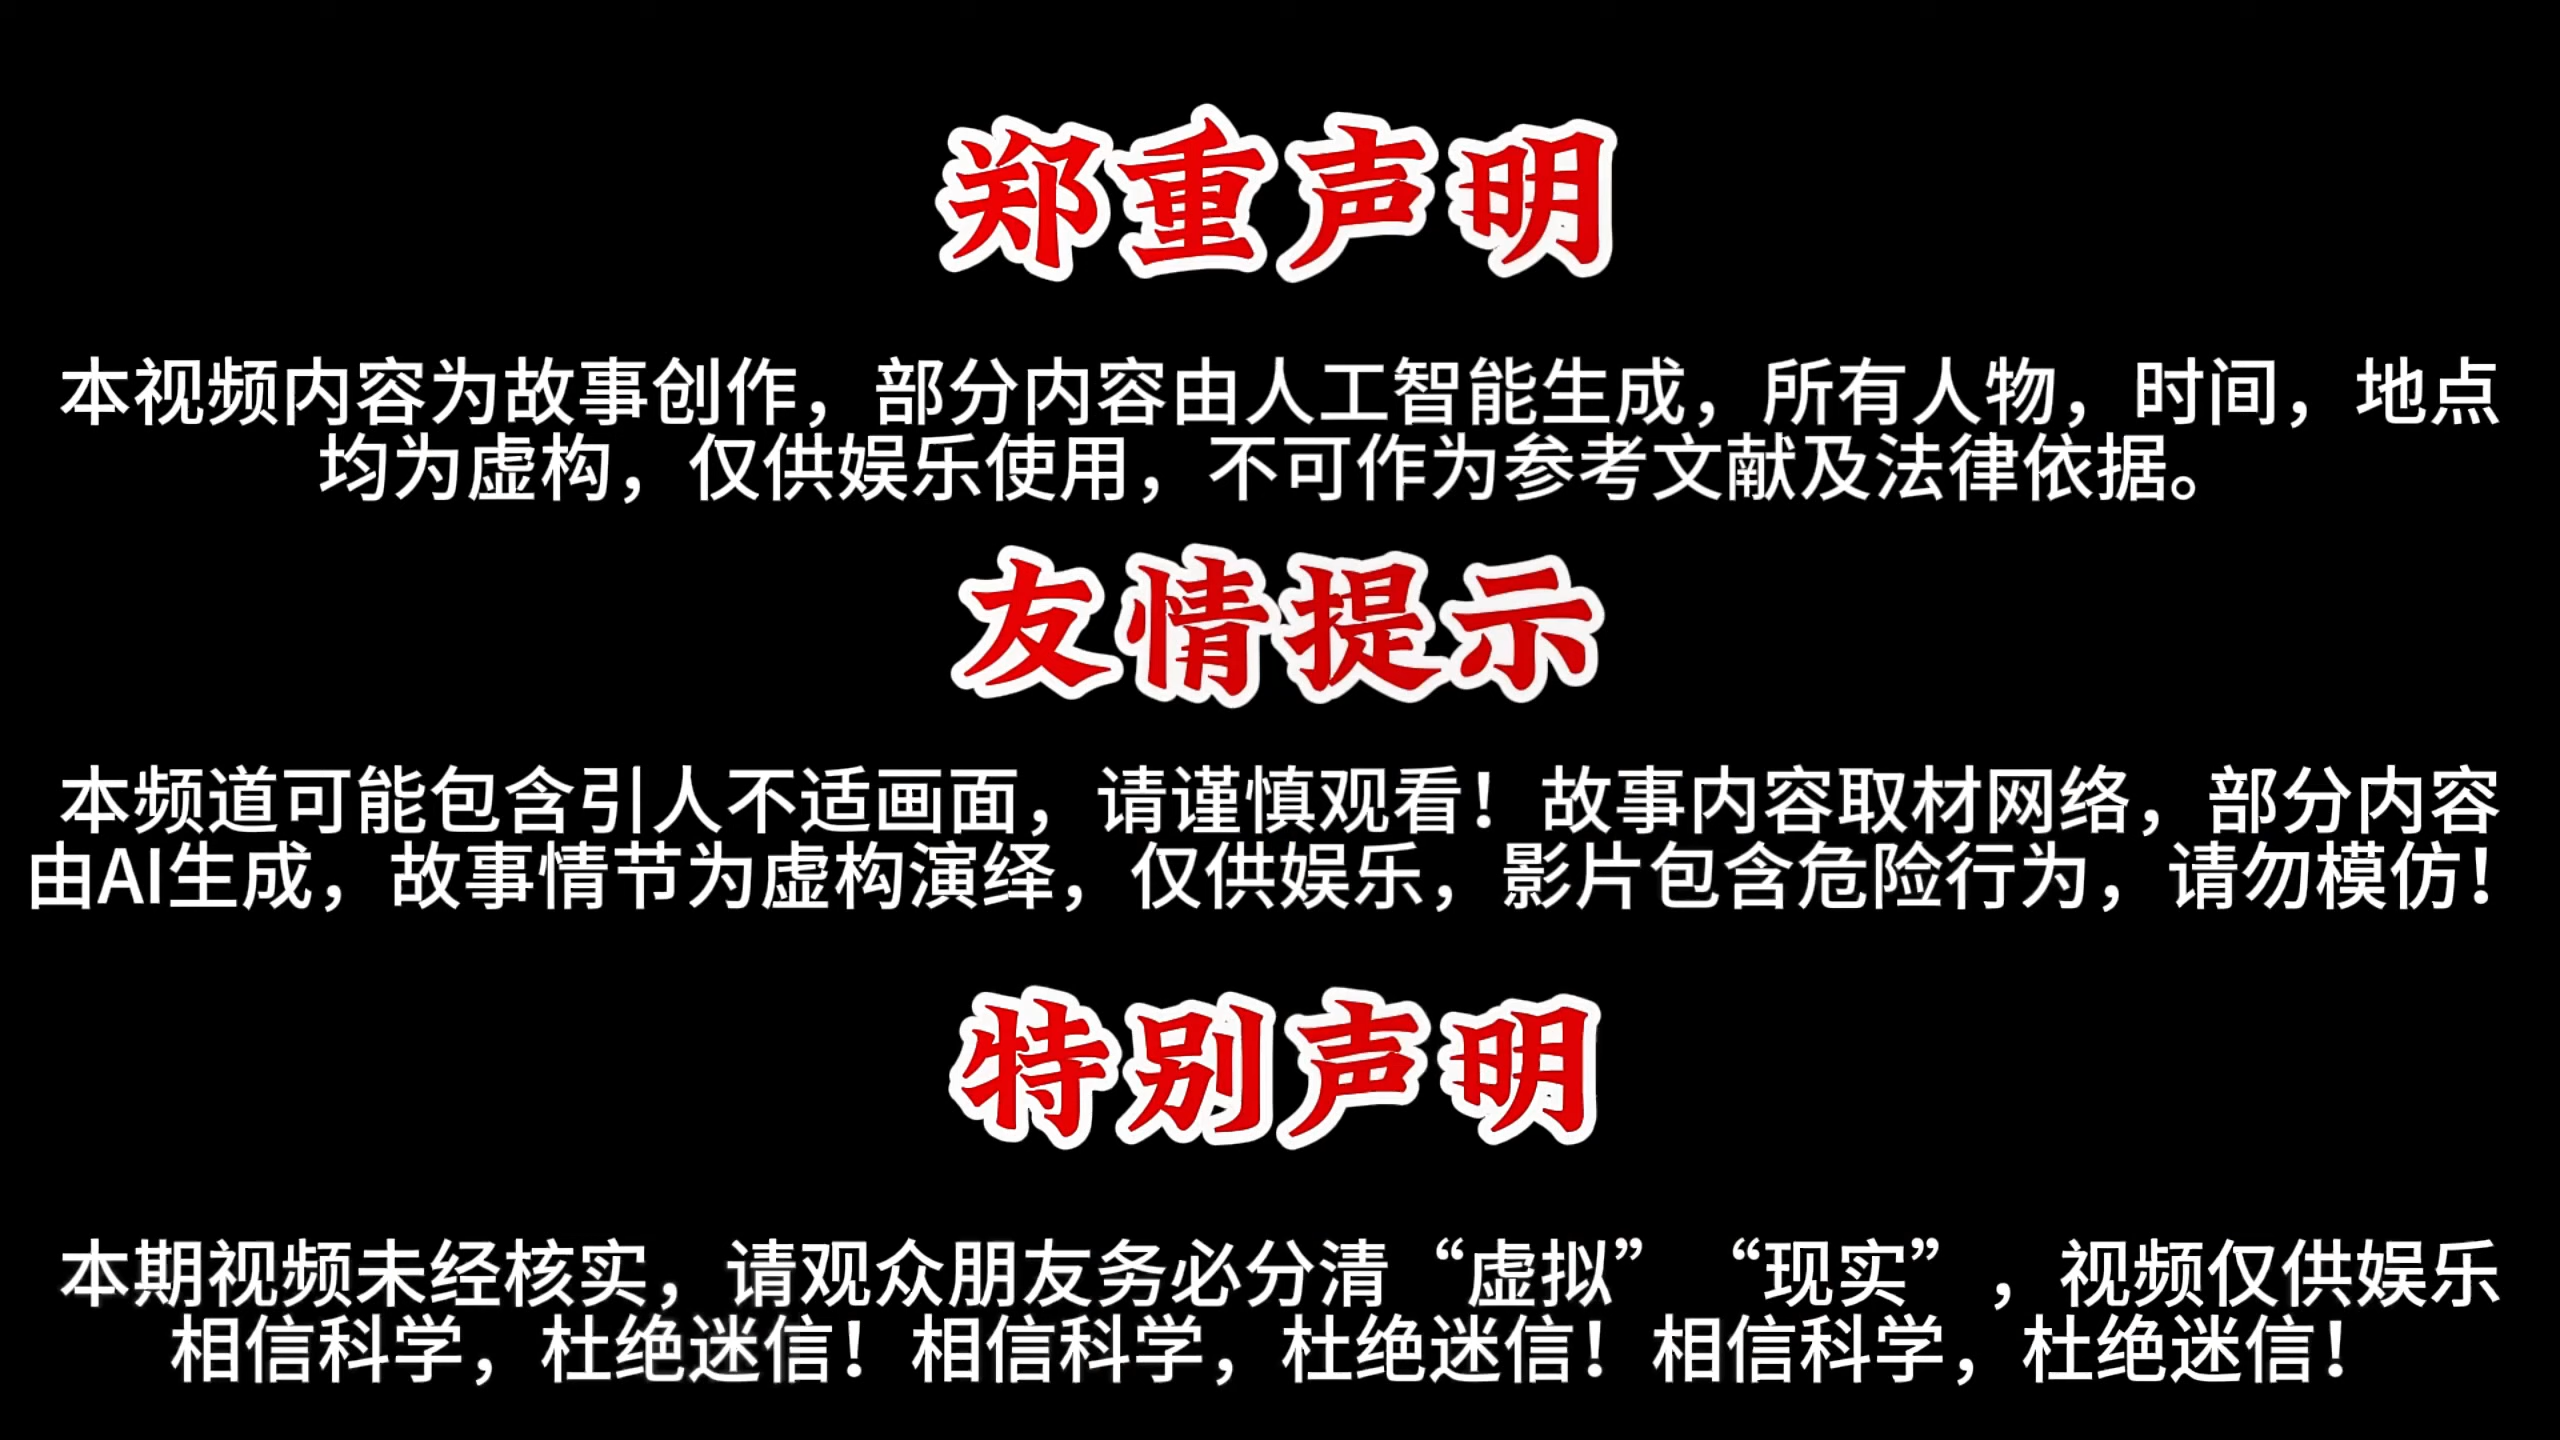 郑重声明
本视频内容为故事创作，部分内容由人工智能生成，所有人物，时间，地点
均为虚构，仅供娱乐使用，不可作为参考文献及法律依据。
友情提示
本频道可能包含引人不适画面，请谨慎观看！故事内容取材网络，部分内容
由AI生成，故事情节为虚构演绎，仅供娱乐，影片包含危险行为，请勿模仿！
特别声明
本期视频未经核实，请观众朋友务必分清“虚拟”“现实”，视频仅供娱乐
相信科学，杜绝迷信！相信科学，杜绝迷信！相信科学，杜绝迷信！